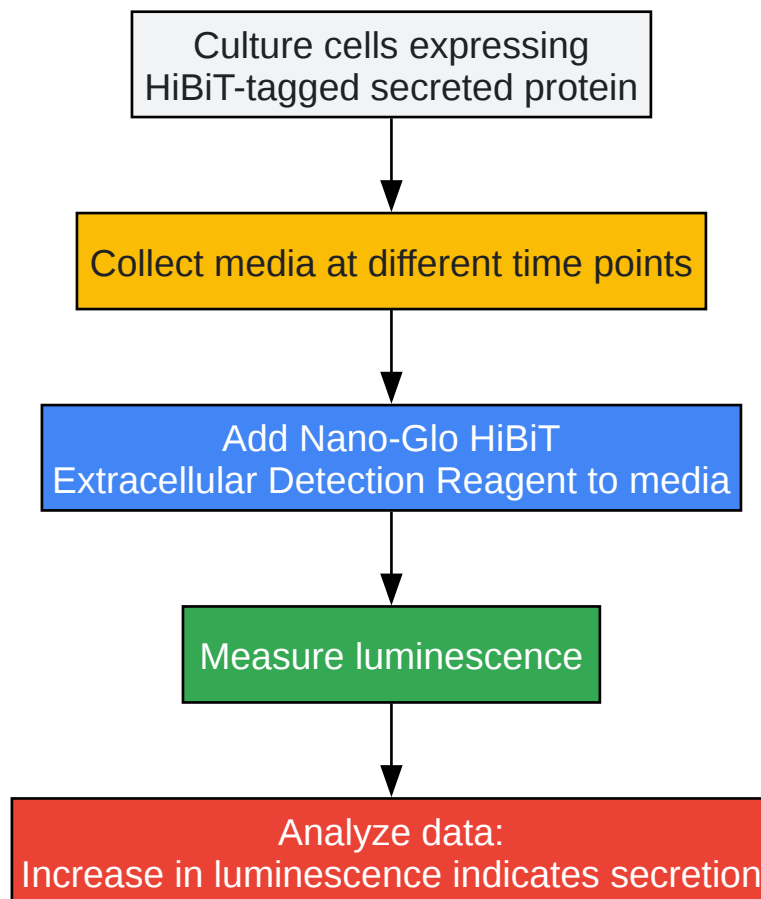 Culture cells expressing
HiBiT-tagged secreted protein
Collect media at different time points
Add Nano-Glo HiBiT
Extracellular Detection Reagent to media
Measure luminescence
Analyze data:
Increase in luminescence indicates secretion